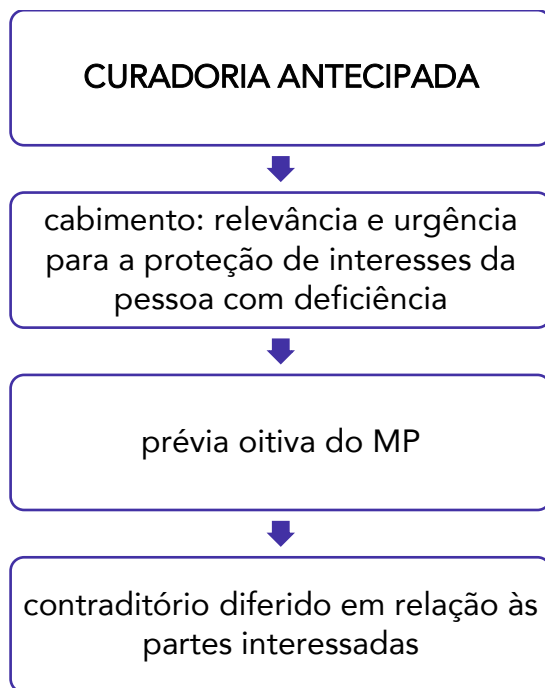 CURADORIA ANTECIPADA
cabimento: relevância e urgência
para a proteção de interesses da
pessoa com deficiência
prévia oitiva do MP
contraditório diferido em relação às
partes interessadas